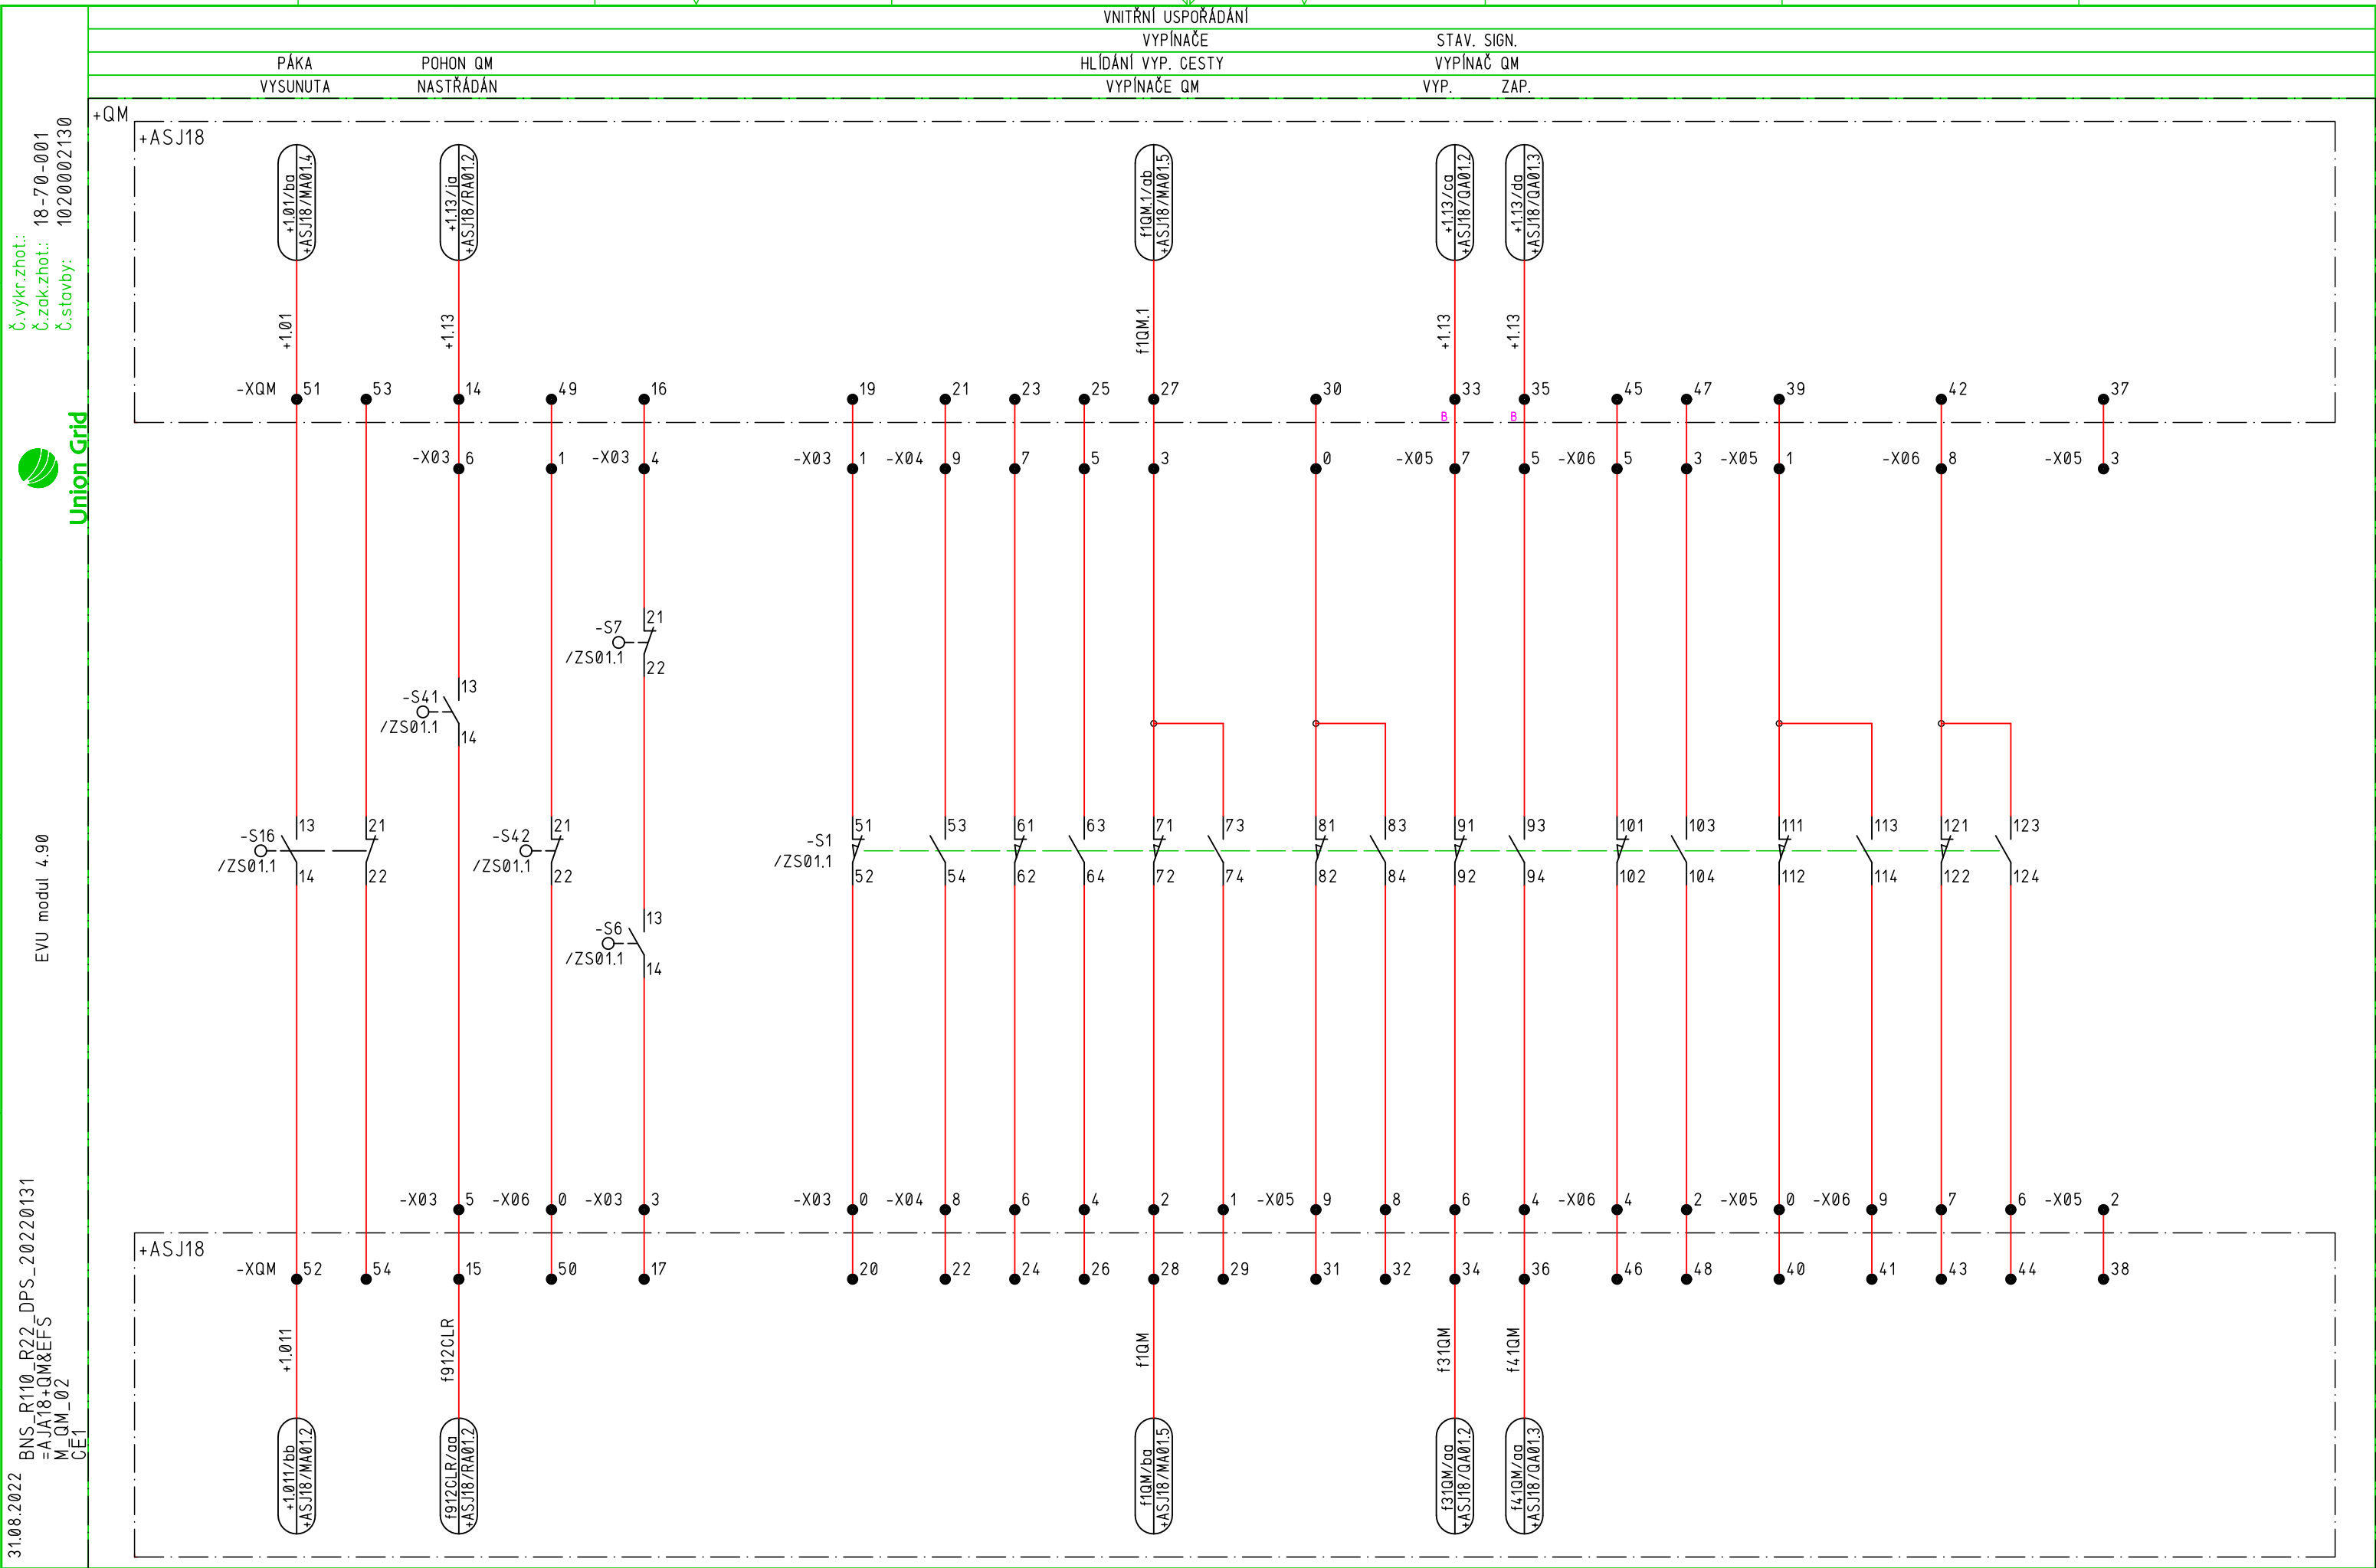 VNITŘNÍ USPOŘÁDÁNÍ
VYPÍNAČE STAV. SIGN.
PÁKA POHON QM HLÍDÁNÍ VYP. CESTY VYPÍNAČ QM
VYSUNUTA NASTŘÁDÁN VYPÍNAČE QM VYP. ZAP.
Č.výkr.zhot.:
Č.zak.zhot.: 18-70-001
Č.stavby: 1020002130
Union Grid
EVU modul 4.90
BNS_R110_R22_DPS_20220131
=AJA18+QM&EFS
M_QM_02
CE1
31.08.2022
+QM
+ASJ18
+1.01/ba
+ASJ18/MA01.4
+1.13/ja
+ASJ18/RA01.2
f1QM.1/ab
+ASJ18/MA01.5
+1.13/ca
+ASJ18/QA01.2
+1.13/da
+ASJ18/QA01.3
+1.01 +1.13 f1QM.1 +1.13 +1.13
-XQM 51 53 14 49 16 19 21 23 25 27 30 33 35 45 47 39 42 37
B B
-X03 6 1 -X03 4 -X03 1 -X04 9 7 5 3 0 -X05 7 5 -X06 5 3 -X05 1 -X06 8 -X05 3
-S7 21
/ZS01.1 22
-S41 13
/ZS01.1 14
-S16 13 21 -S42 21 -S1 51 53 61 63 71 73 81 83 91 93 101 103 111 113 121 123
/ZS01.1 14 22 /ZS01.1 22 /ZS01.1 52 54 62 64 72 74 82 84 92 94 102 104 112 114 122 124
-S6 13
/ZS01.1 14
-X03 5 -X06 0 -X03 3 -X03 0 -X04 8 6 4 2 1 -X05 9 8 6 4 -X06 4 2 -X05 0 -X06 9 7 6 -X05 2
+ASJ18
-XQM 52 54 15 50 17 20 22 24 26 28 29 31 32 34 36 46 48 40 41 43 44 38
+1.011 f912CLR f1QM f31QM f41QM
+1.011/bb
+ASJ18/MA01.2
f912CLR/aa
+ASJ18/RA01.2
f1QM/ba
+ASJ18/MA01.5
f31QM/aa
+ASJ18/QA01.2
f41QM/aa
+ASJ18/QA01.3